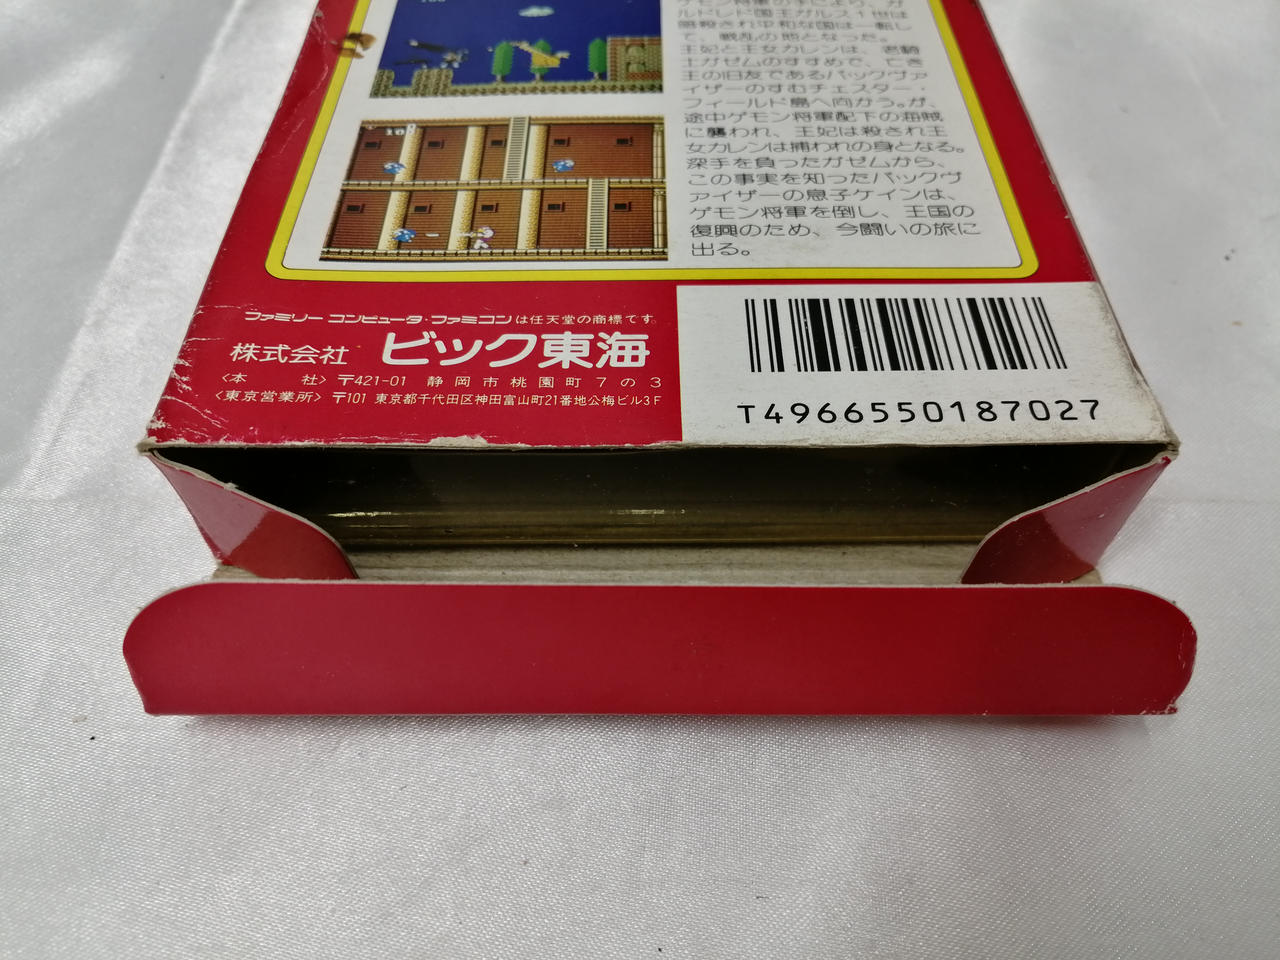 ゲモン将軍の手により、ガ
ルドレド国王ガルス1世は
暗殺され平和な国は一転し
て、戦乱の照となった。
王妃と王女カレンは、老騎
士ガゼムのすすめで、亡き
王の旧友であるバックヴァ
イザーのすむチェスター・
フィールド島へ向かう。が、
途中ゲモン将軍配下の海賊
に襲われ、王妃は殺され王
女カレンは捕われの身となる。
深手を負ったガゼムから、
この事実を知ったバックヴ
ァイザーの息子ケインは、
ゲモン将軍を倒し、王国の
復興のため、今闘いの旅に
出る。
ファミリー コンピュータ・ファミコンは任天堂の商標です。
株式会社 ビック東海
〈本 社〉〒421-01 静岡市桃園町7の3
〈東京営業所〉〒101 東京都千代田区神田富山町21番地公梅ビル3F
T4966550187027